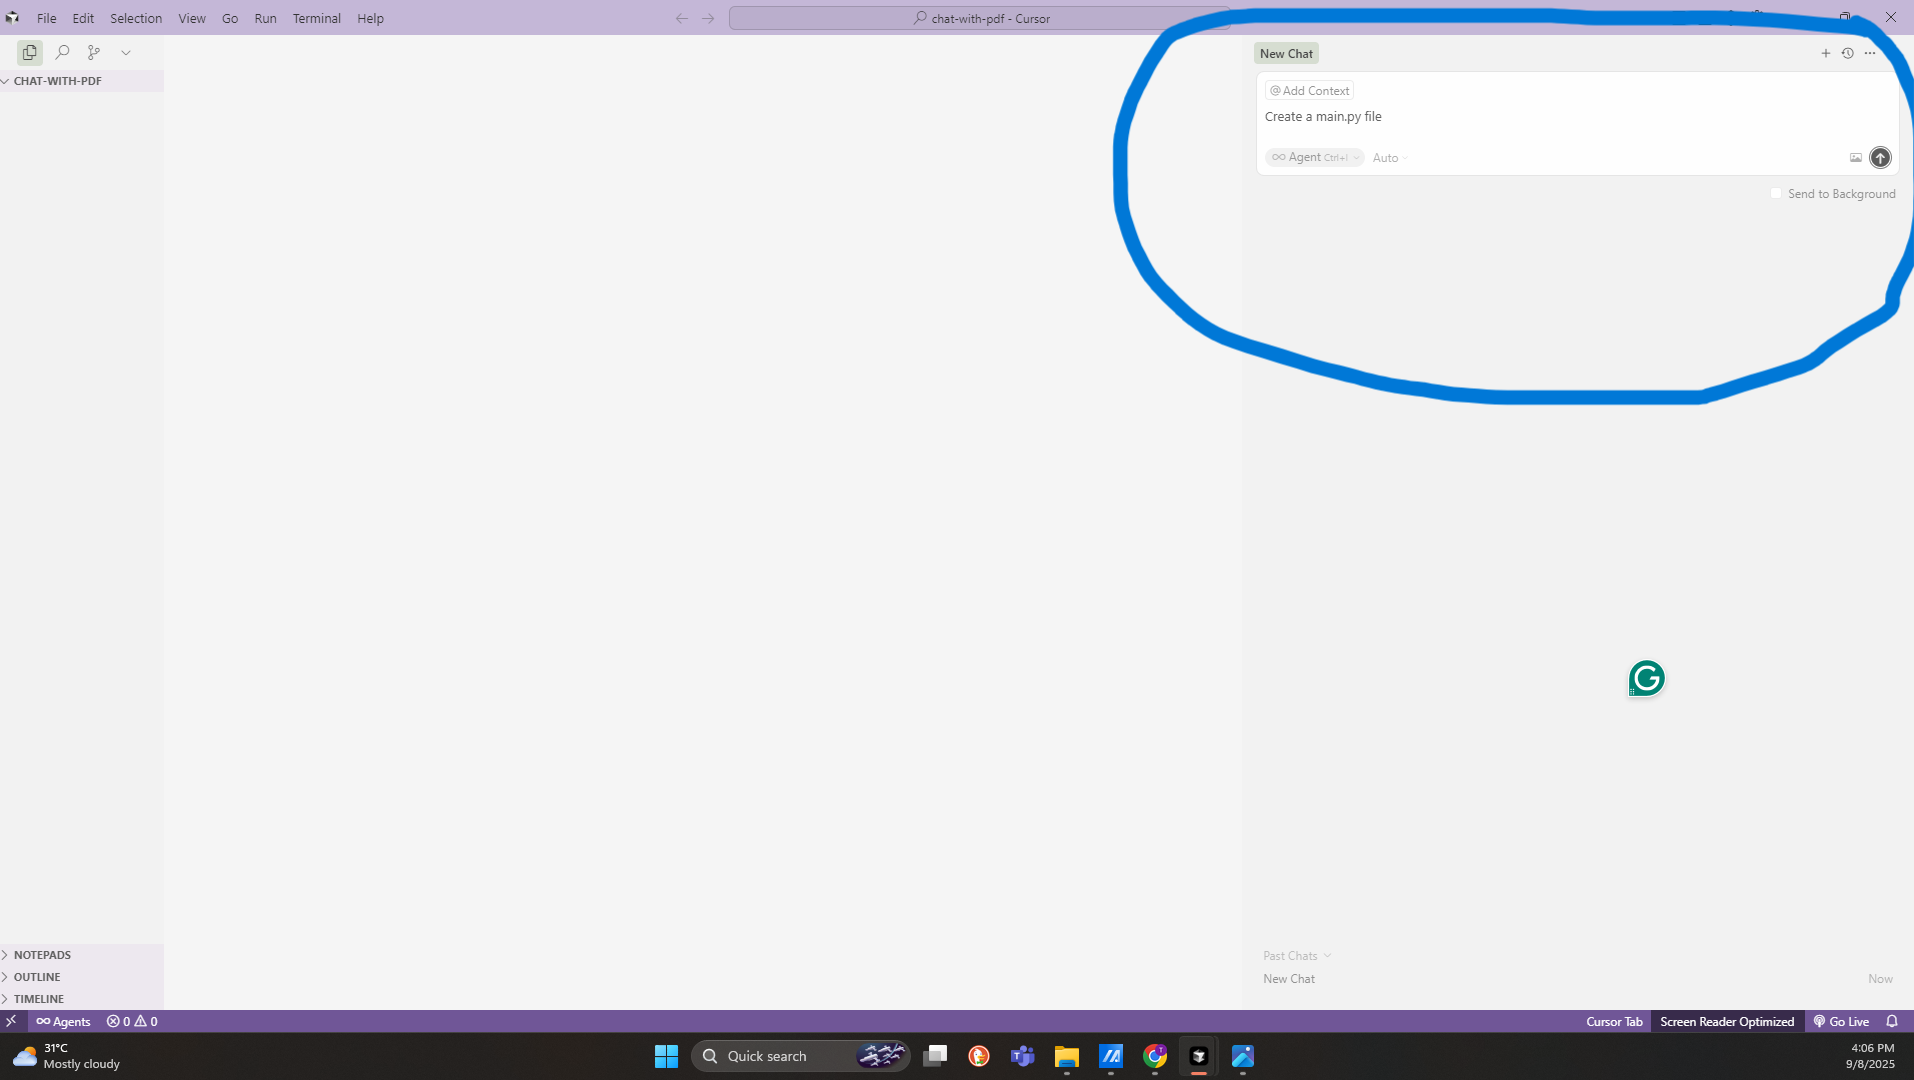 File Edit Selection View Go Run Terminal Help
chat-with-pdf - Cursor
CHAT-WITH-PDF
New Chat
@ Add Context
Create a main.py file
Agent Ctrl+I Auto
Send to Background
G
Past Chats
New Chat Now
NOTEPADS
OUTLINE
TIMELINE
Agents 0 0 Cursor Tab Screen Reader Optimized Go Live
31°C
Mostly cloudy
Quick search
4:06 PM
9/8/2025